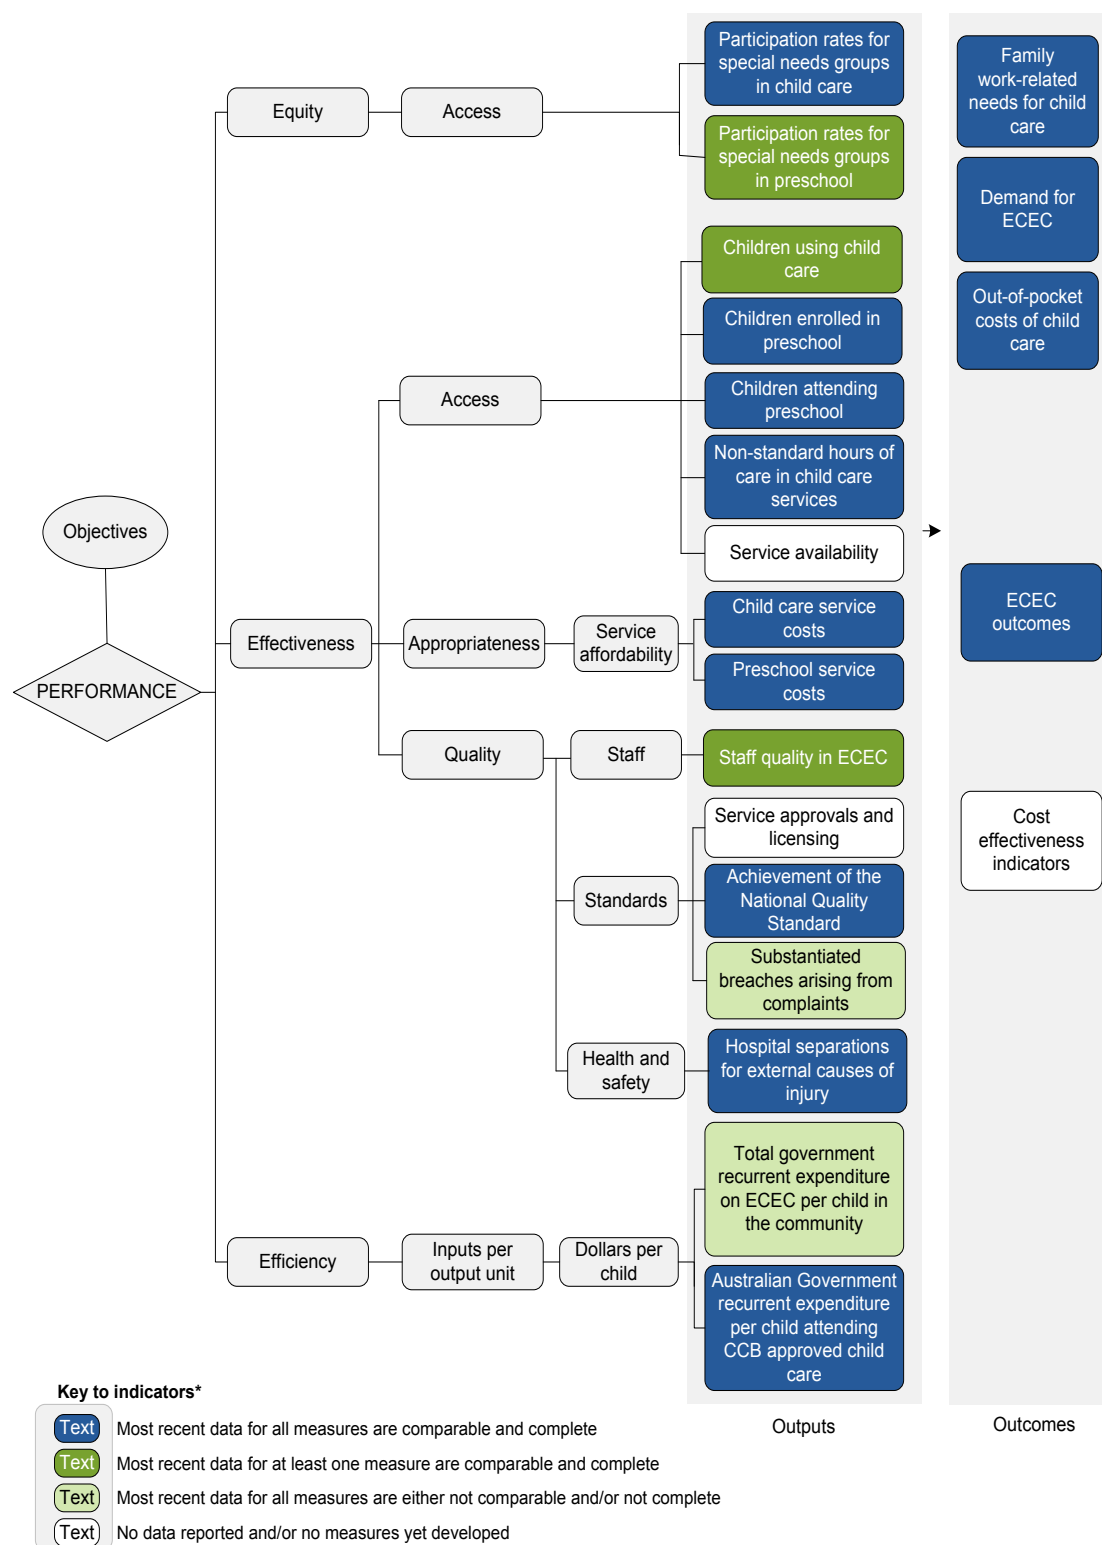 Objectives
PERFORMANCE
Equity
Access
Participation rates for
special needs groups
in child care
Participation rates for
special needs groups
in preschool
Effectiveness
Access
Children using child
care
Children enrolled in
preschool
Children attending
preschool
Non-standard hours of
care in child care
services
Service availability
Appropriateness
Service
affordability
Child care service
costs
Preschool service
costs
Quality
Staff
Staff quality in ECEC
Standards
Service approvals and
licensing
Achievement of the
National Quality
Standard
Substantiated
breaches arising from
complaints
Health and
safety
Hospital separations
for external causes of
injury
Efficiency
Inputs per
output unit
Dollars per
child
Total government
recurrent expenditure
on ECEC per child in
the community
Australian Government
recurrent expenditure
per child attending
CCB approved child
care
Outputs
Family
work-related
needs for child
care
Demand for
ECEC
Out-of-pocket
costs of child
care
ECEC
outcomes
Cost
effectiveness
indicators
Outcomes
Key to indicators*
Text Most recent data for all measures are comparable and complete
Text Most recent data for at least one measure are comparable and complete
Text Most recent data for all measures are either not comparable and/or not complete
Text No data reported and/or no measures yet developed